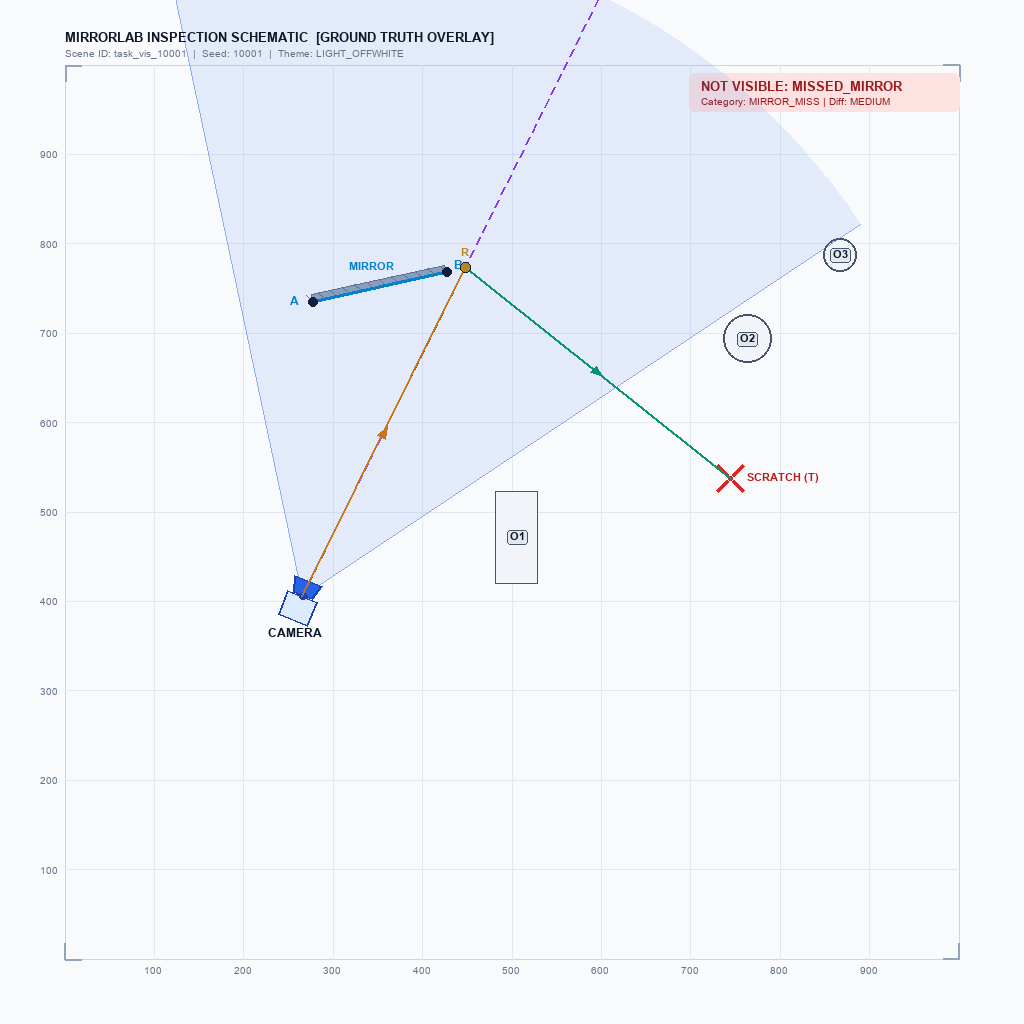 MIRRORLAB INSPECTION SCHEMATIC [GROUND TRUTH OVERLAY]
Scene ID: task_vis_10001 | Seed: 10001 | Theme: LIGHT_OFFWHITE
NOT VISIBLE: MISSED_MIRROR
Category: MIRROR_MISS | Diff: MEDIUM
900
800
700
600
500
400
300
200
100
R
B
MIRROR
A
O3
O2
SCRATCH (T)
O1
CAMERA
100
200
300
400
500
600
700
800
900